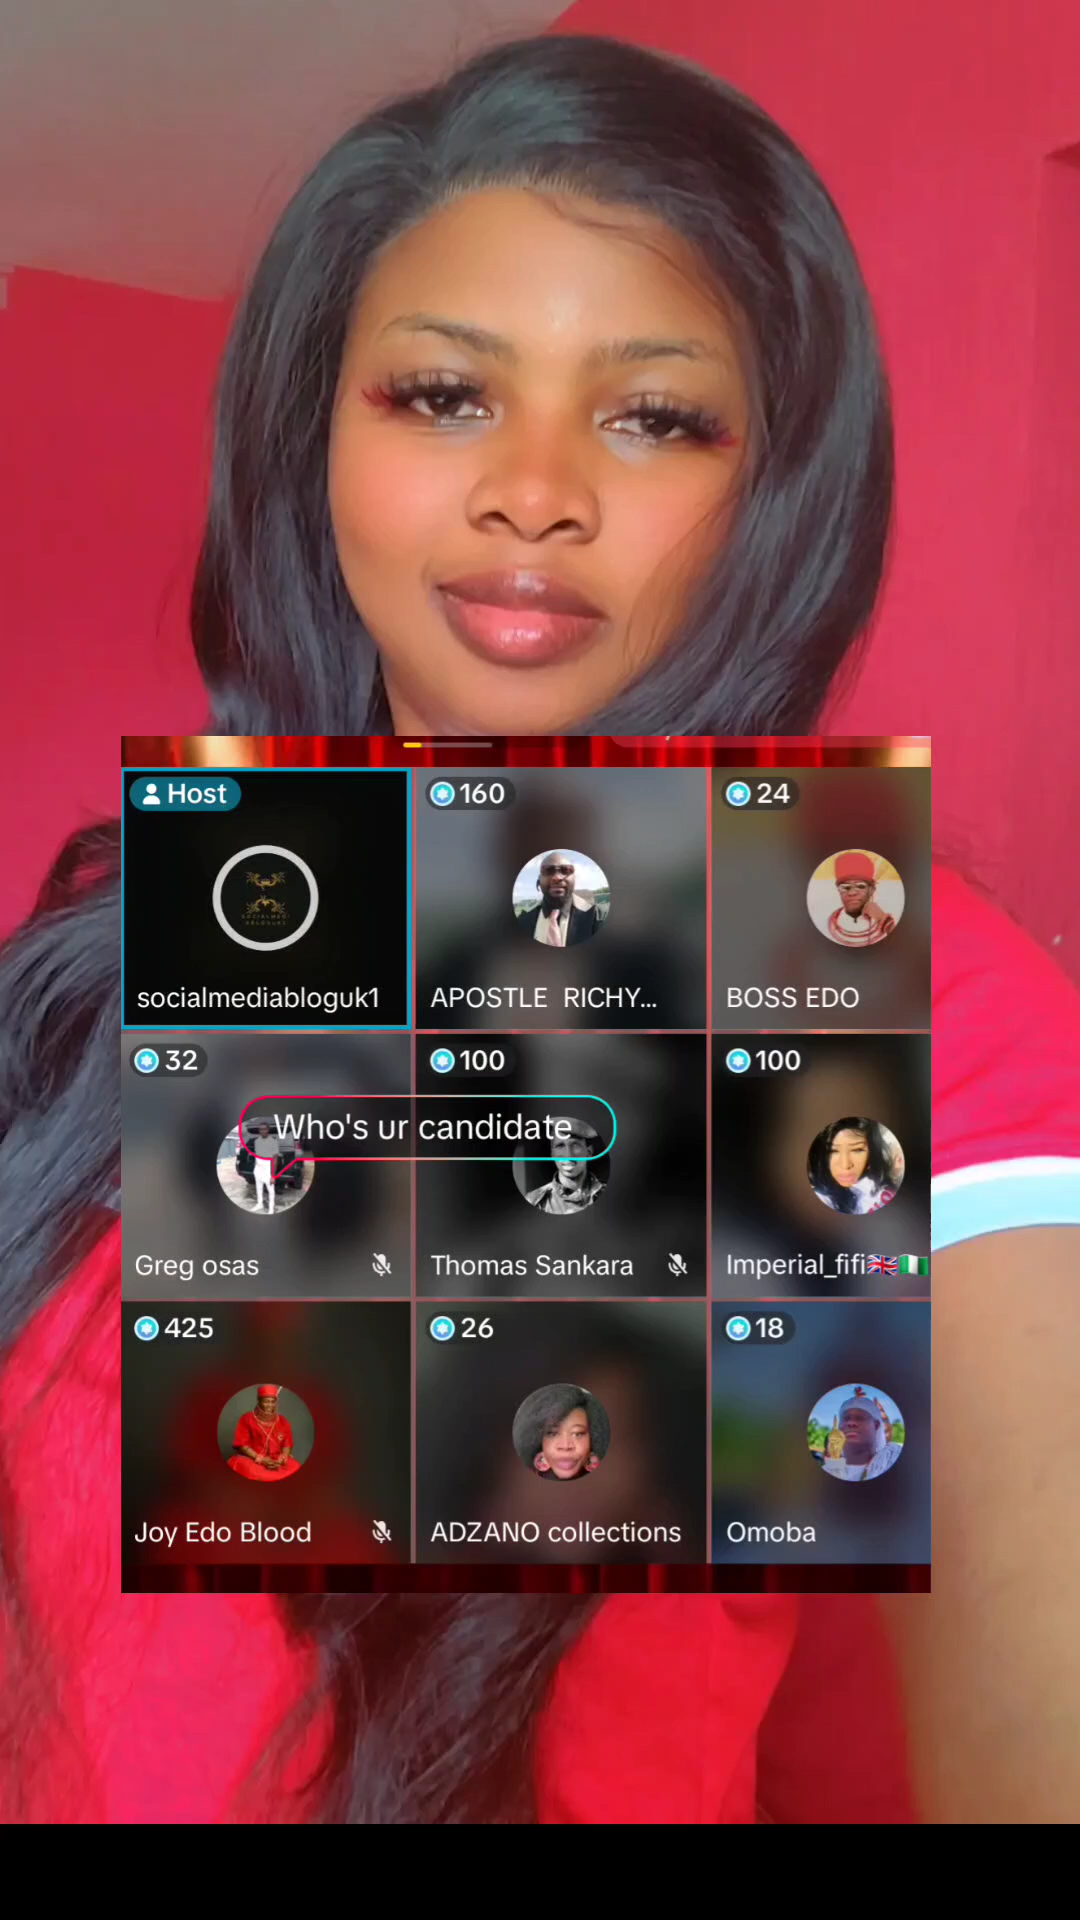 Host
160
24
socialmediabloguk1
APOSTLE RICHY...
BOSS EDO
32
100
100
Who's ur candidate
Greg osas
Thomas Sankara
Imperial_fifi🇬🇧🇳🇬
425
26
18
Joy Edo Blood
ADZANO collections
Omoba